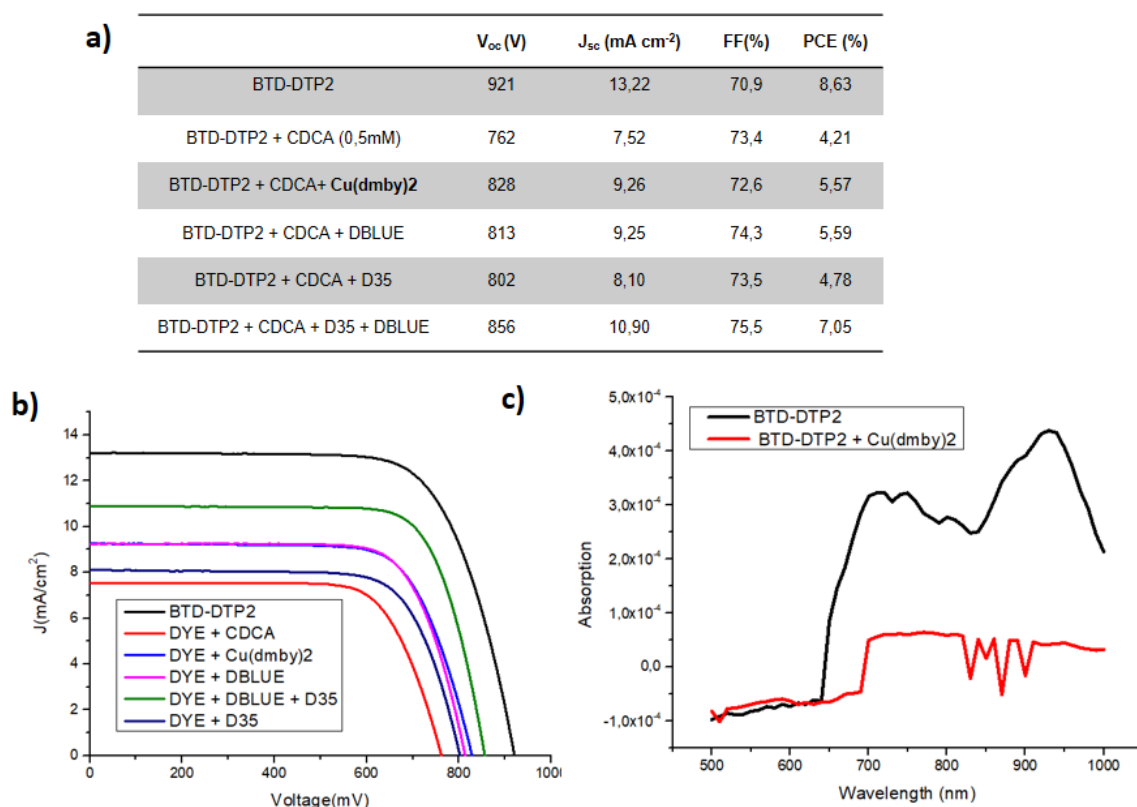 a)
V_oc (V) J_sc (mA cm⁻²) FF(%) PCE (%)
BTD-DTP2 921 13,22 70,9 8,63
BTD-DTP2 + CDCA (0,5mM) 762 7,52 73,4 4,21
BTD-DTP2 + CDCA+ Cu(dmby)2 828 9,26 72,6 5,57
BTD-DTP2 + CDCA + DBLUE 813 9,25 74,3 5,59
BTD-DTP2 + CDCA + D35 802 8,10 73,5 4,78
BTD-DTP2 + CDCA + D35 + DBLUE 856 10,90 75,5 7,05
b)
J(mA/cm²)
14
12
10
8
6
4
2
0
BTD-DTP2
DYE + CDCA
DYE + Cu(dmby)2
DYE + DBLUE
DYE + DBLUE + D35
DYE + D35
0 200 400 600 800 1000
Voltage(mV)
c)
Absorption
5,0x10⁻⁴
4,0x10⁻⁴
3,0x10⁻⁴
2,0x10⁻⁴
1,0x10⁻⁴
0,0
-1,0x10⁻⁴
BTD-DTP2
BTD-DTP2 + Cu(dmby)2
500 600 700 800 900 1000
Wavelength (nm)